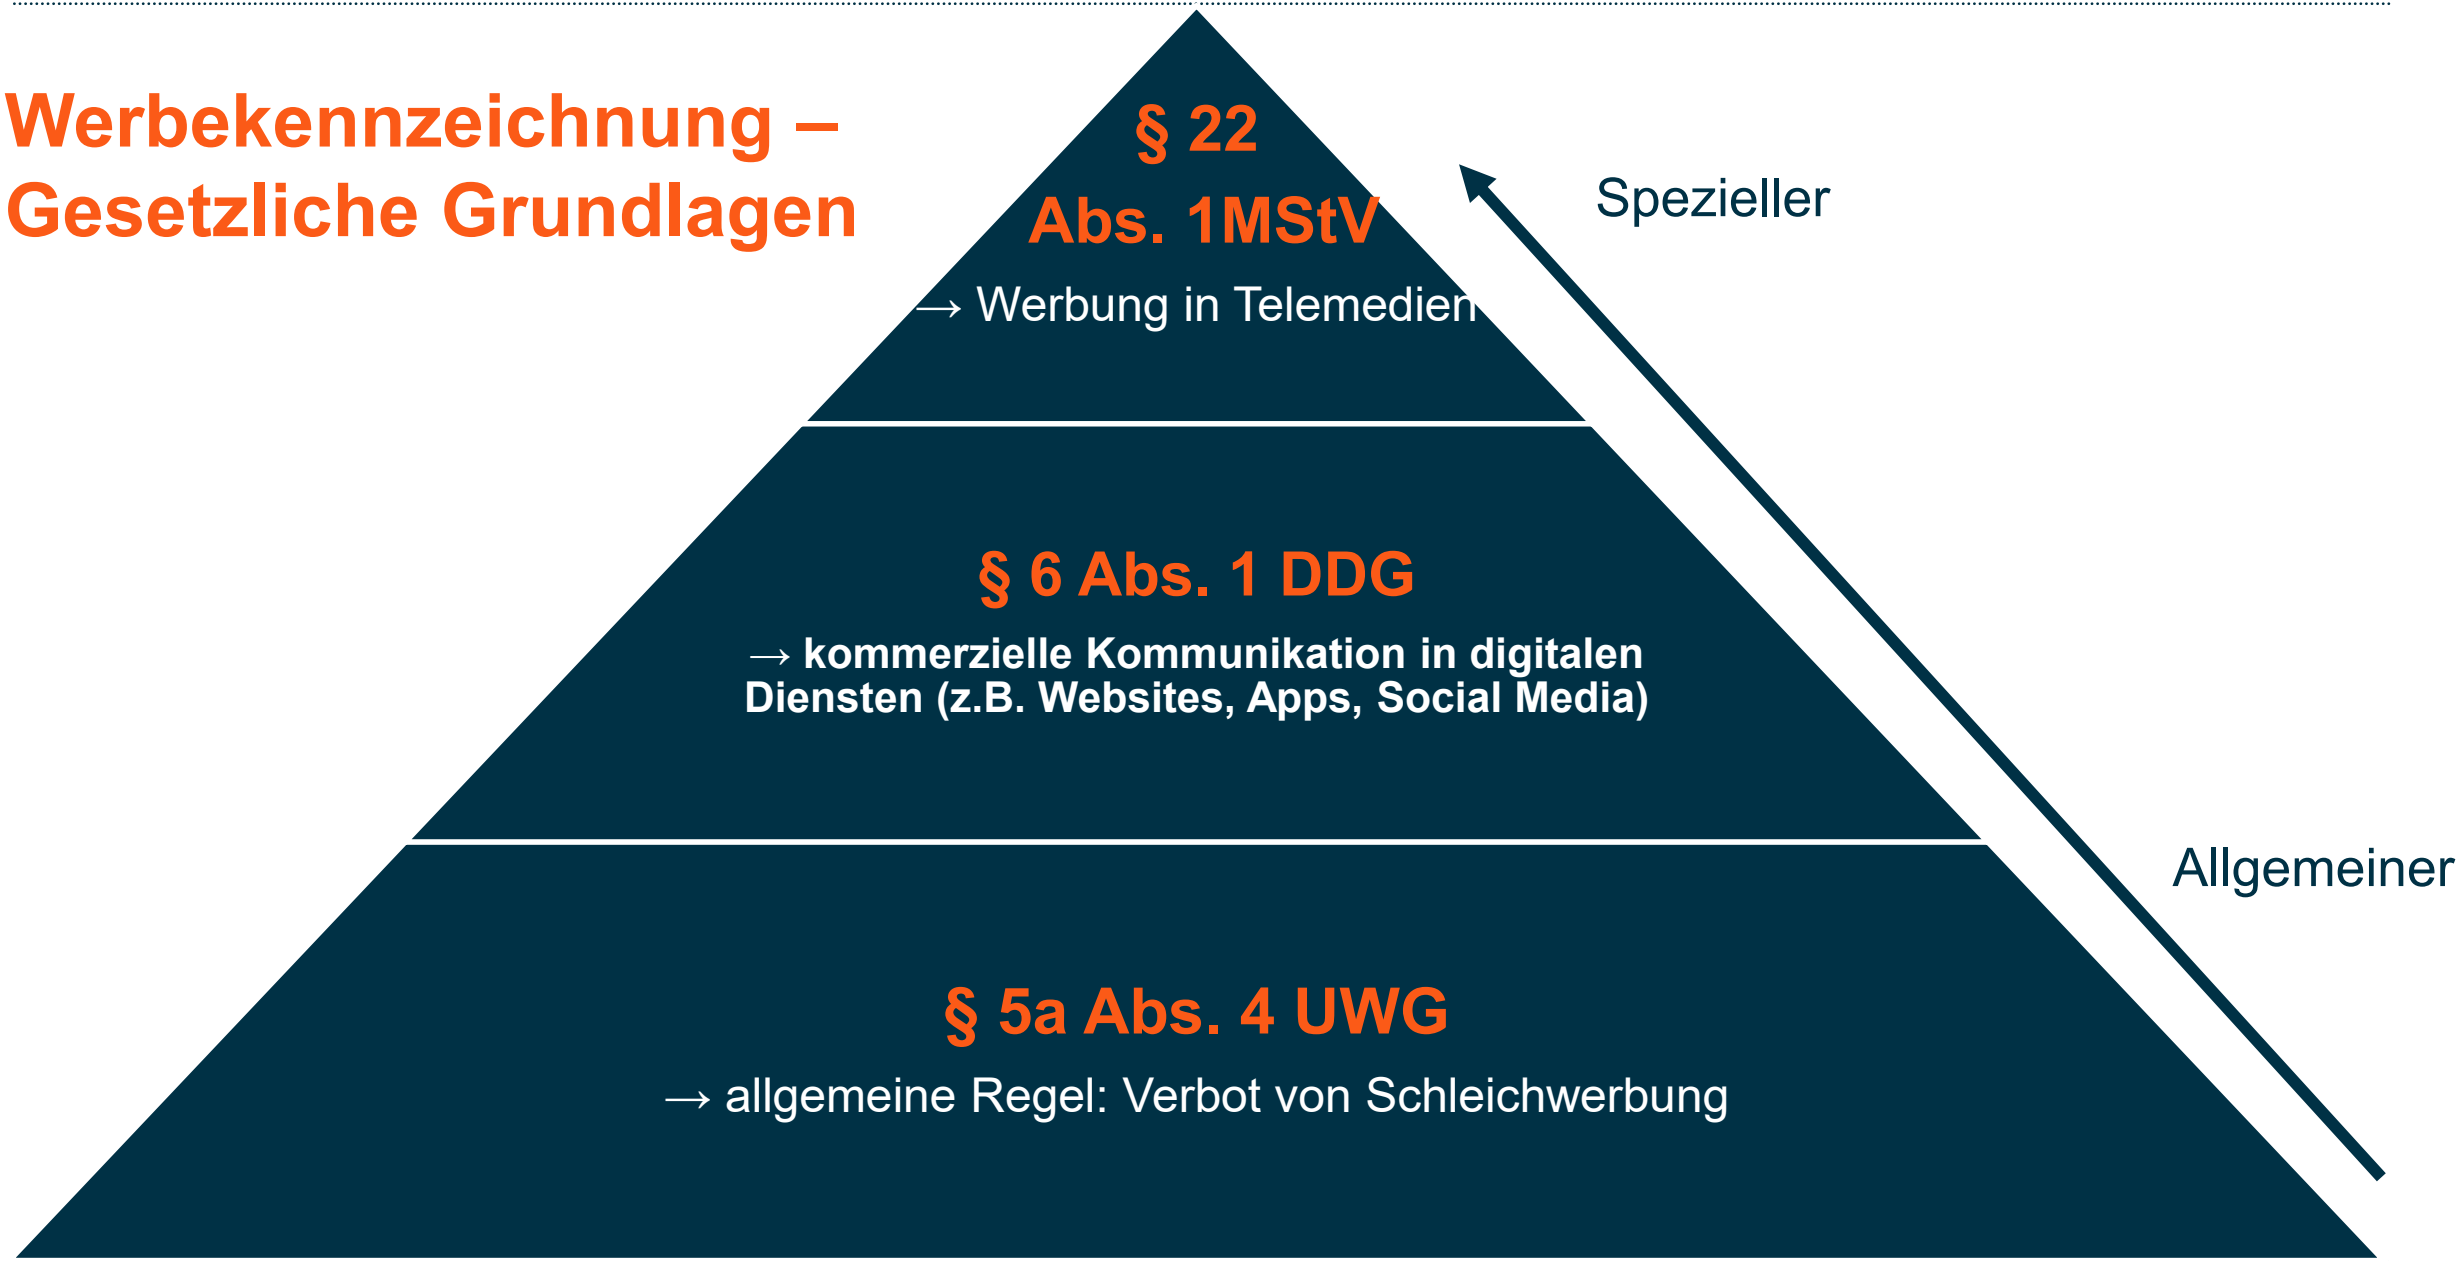 Werbekennzeichnung –
Gesetzliche Grundlagen
§ 22
Abs. 1MStV
→ Werbung in Telemedien
Spezieller
§ 6 Abs. 1 DDG
→ kommerzielle Kommunikation in digitalen
Diensten (z.B. Websites, Apps, Social Media)
Allgemeiner
§ 5a Abs. 4 UWG
→ allgemeine Regel: Verbot von Schleichwerbung